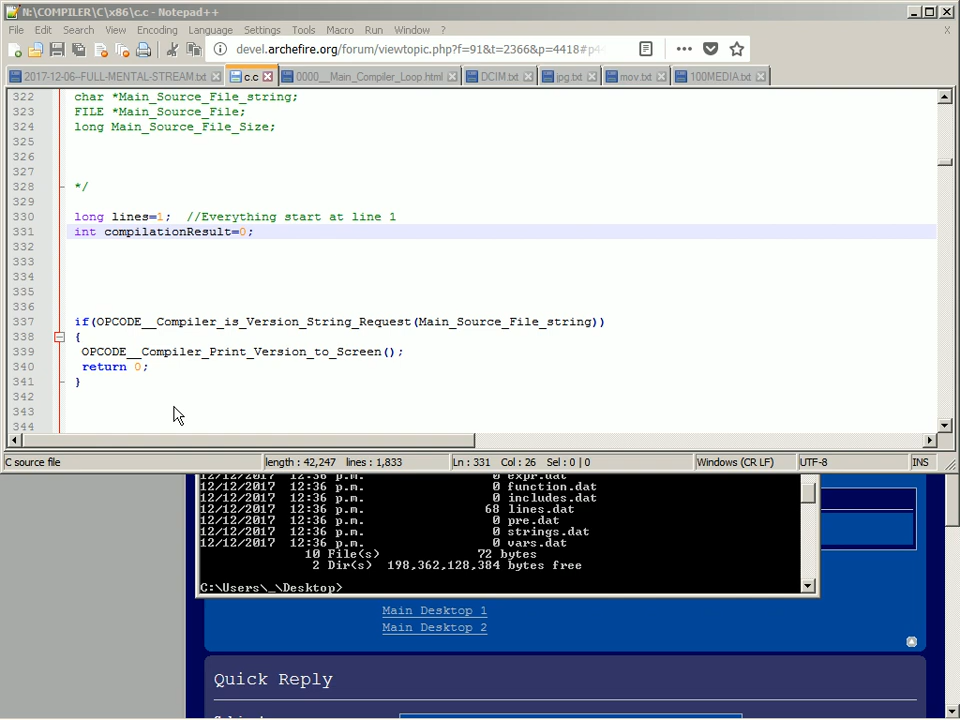 N:\COMPILER\C\x86\c.c - Notepad++
File Edit Search View Encoding Language Settings Tools Macro Run Window ? X
devel.archefire.org/forum/viewtopic.php?f=91&t=2366&p=4418#p4
2017-12-06--FULL-MENTAL-STREAM.txt c.c 0000__Main_Compiler_Loop.html DCIM.txt jpg.txt mov.txt 100MEDIA.txt
322 char *Main_Source_File_string;
323 FILE *Main_Source_File;
324 long Main_Source_File_Size;
325
326
327
328 */
329
330 long lines=1; //Everything start at line 1
331 int compilationResult=0;
332
333
334
335
336
337 if(OPCODE__Compiler_is_Version_String_Request(Main_Source_File_string))
338 {
339 OPCODE__Compiler_Print_Version_to_Screen();
340 return 0;
341 }
342
343
344
C source file length : 42,247 lines : 1,833 Ln : 331 Col : 26 Sel : 0 | 0 Windows (CR LF) UTF-8 INS
12/12/2017 12:36 p.m. 0 expr.dat
12/12/2017 12:36 p.m. 0 function.dat
12/12/2017 12:36 p.m. 0 includes.dat
12/12/2017 12:36 p.m. 68 lines.dat
12/12/2017 12:36 p.m. 0 pre.dat
12/12/2017 12:36 p.m. 0 strings.dat
12/12/2017 12:36 p.m. 0 vars.dat
10 File(s) 72 bytes
2 Dir(s) 198,362,128,384 bytes free
C:\Users\_\Desktop>
Main Desktop 1
Main Desktop 2
Quick Reply